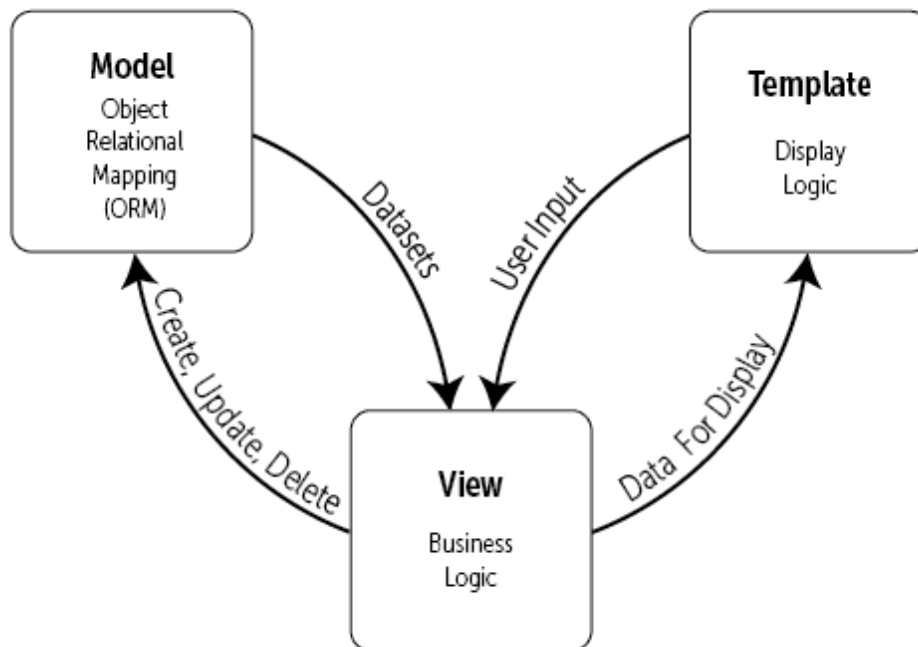 Model
Object
Relational
Mapping
(ORM)
Template
Display
Logic
Datasets
User Input
Create, Update, Delete
Data For Display
View
Business
Logic